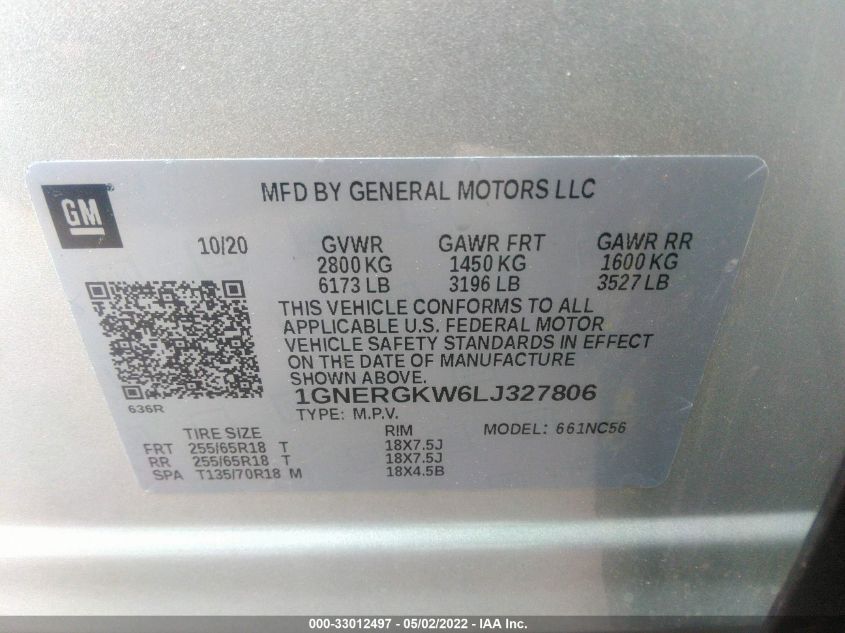 MFD BY GENERAL MOTORS LLC
GM
10/20 GVWR GAWR FRT GAWR RR
2800 KG 1450 KG 1600 KG
6173 LB 3196 LB 3527 LB
THIS VEHICLE CONFORMS TO ALL
APPLICABLE U.S. FEDERAL MOTOR
VEHICLE SAFETY STANDARDS IN EFFECT
ON THE DATE OF MANUFACTURE
SHOWN ABOVE.
1GNERGKW6LJ327806
636R
TYPE: M.P.V.
TIRE SIZE RIM MODEL: 661NC56
FRT 255/65R18 T 18X7.5J
RR 255/65R18 T 18X7.5J
SPA T135/70R18 M 18X4.5B
000-33012497 - 05/02/2022 - IAA Inc.